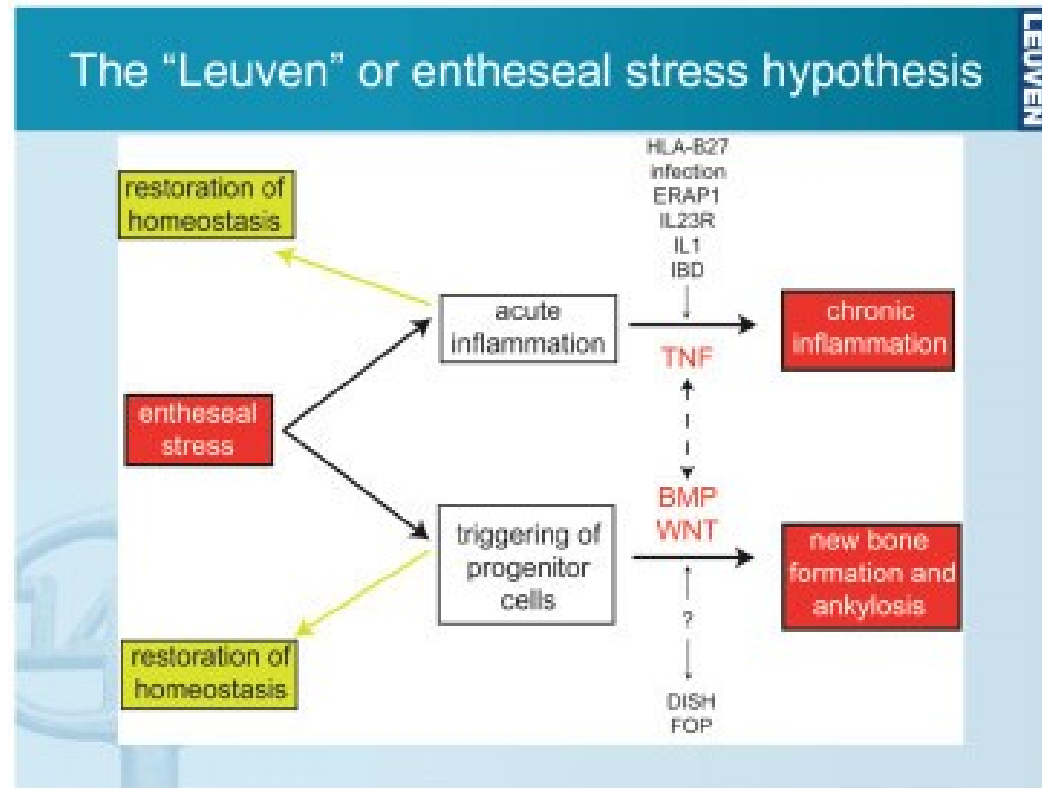 The "Leuven" or entheseal stress hypothesis
LEUVEN
HLA-B27
infection
ERAP1
IL23R
IL1
IBD
restoration of
homeostasis
acute
inflammation
TNF
chronic
inflammation
entheseal
stress
BMP
WNT
triggering of
progenitor
cells
new bone
formation and
ankylosis
?
restoration of
homeostasis
DISH
FOP